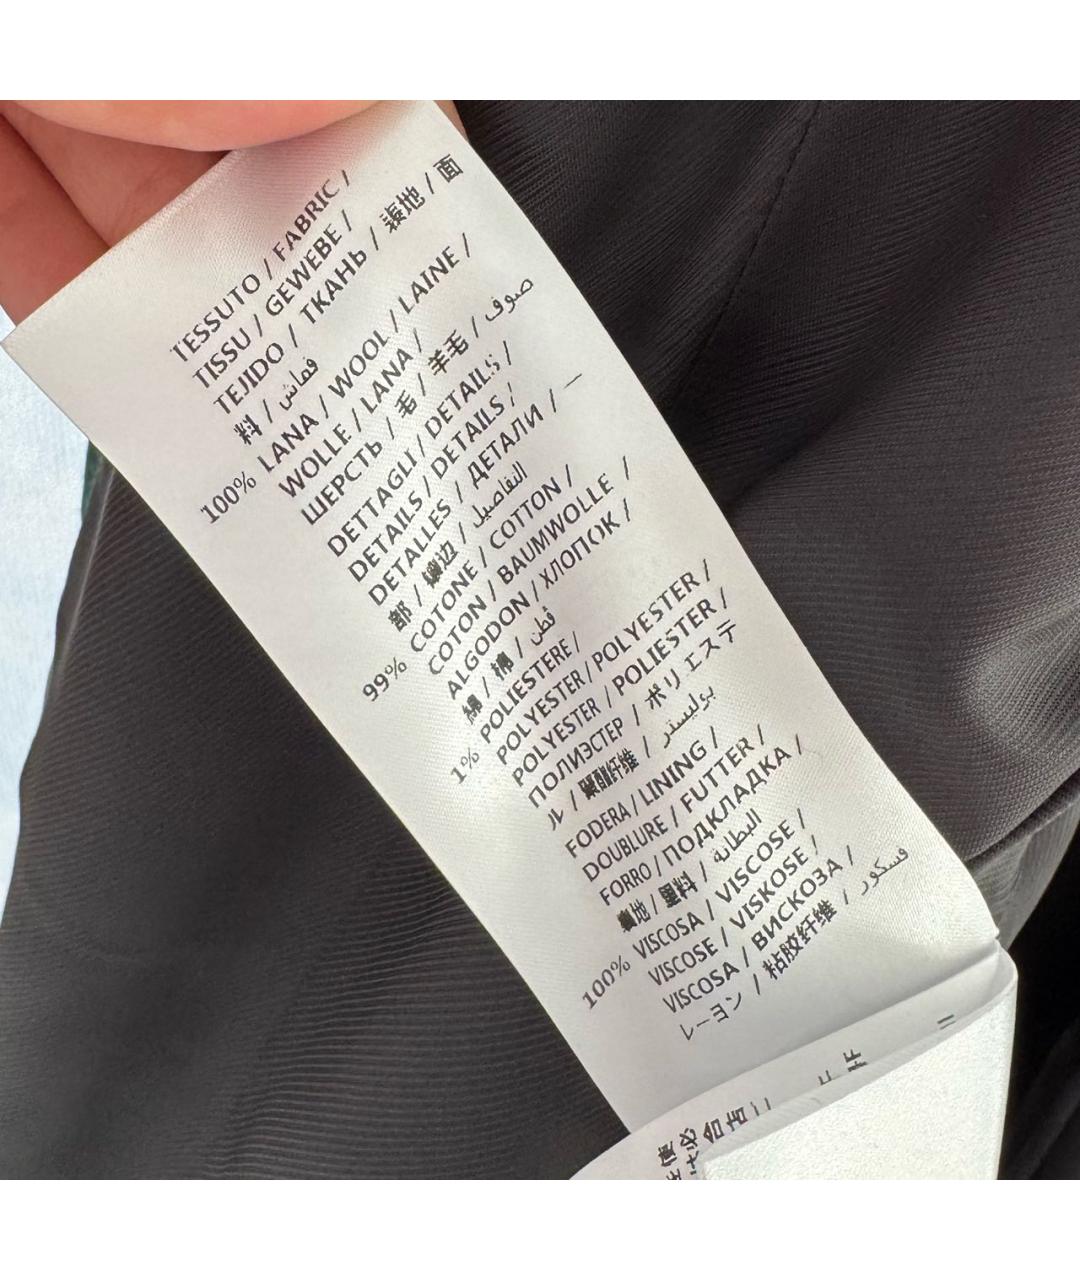 TESSUTO / FABRIC /
TISSU / GEWEBE /
TEJIDO / ТКАНЬ / 表地 / 面
料 / قماش
100% LANA / WOOL / LAINE /
WOLLE / LANA /
ШЕРСТЬ / 毛 / 羊毛 / صوف
DETTAGLI / DETAILS /
DETAILS / DETAILS /
DETALLES / ДЕТАЛИ / 一
部 / 镶边 / التفاصيل
99% COTONE / COTTON /
COTON / BAUMWOLLE /
ALGODON / ХЛОПОК /
綿 / 棉 / قطن
1% POLIESTERE /
POLYESTER / POLYESTER /
POLYESTER / POLIESTER /
ПОЛИЭСТЕР / ポリエステ
ル / 聚酯纤维 / بوليستر
FODERA / LINING /
DOUBLURE / FUTTER /
FORRO / ПОДКЛАДКА /
裏地 / 里料 / البطانة
100% VISCOSA / VISCOSE /
VISCOSE / VISKOSE /
VISCOSA / ВИСКОЗА /
レーヨン / 粘胶纤维 / فسكوز